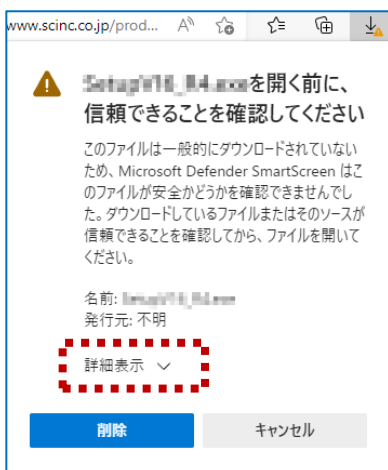 www.scinc.co.jp/prod...
を開く前に、
信頼できることを確認してください
このファイルは一般的にダウンロードされていない
ため、Microsoft Defender SmartScreen はこ
のファイルが安全かどうかを確認できませんでし
た。ダウンロードしているファイルまたはそのソースが
信頼できることを確認してから、ファイルを開いて
ください。
名前:
発行元: 不明
詳細表示
削除 キャンセル